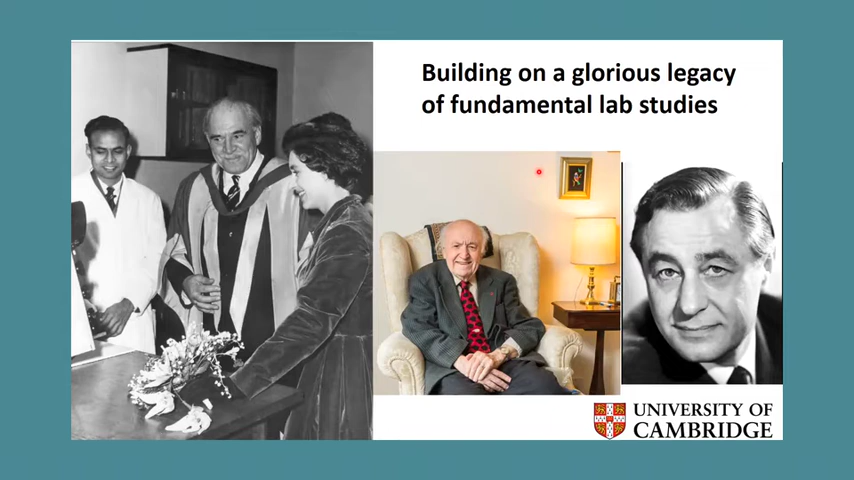 Building on a glorious legacy
of fundamental lab studies
UNIVERSITY OF
CAMBRIDGE